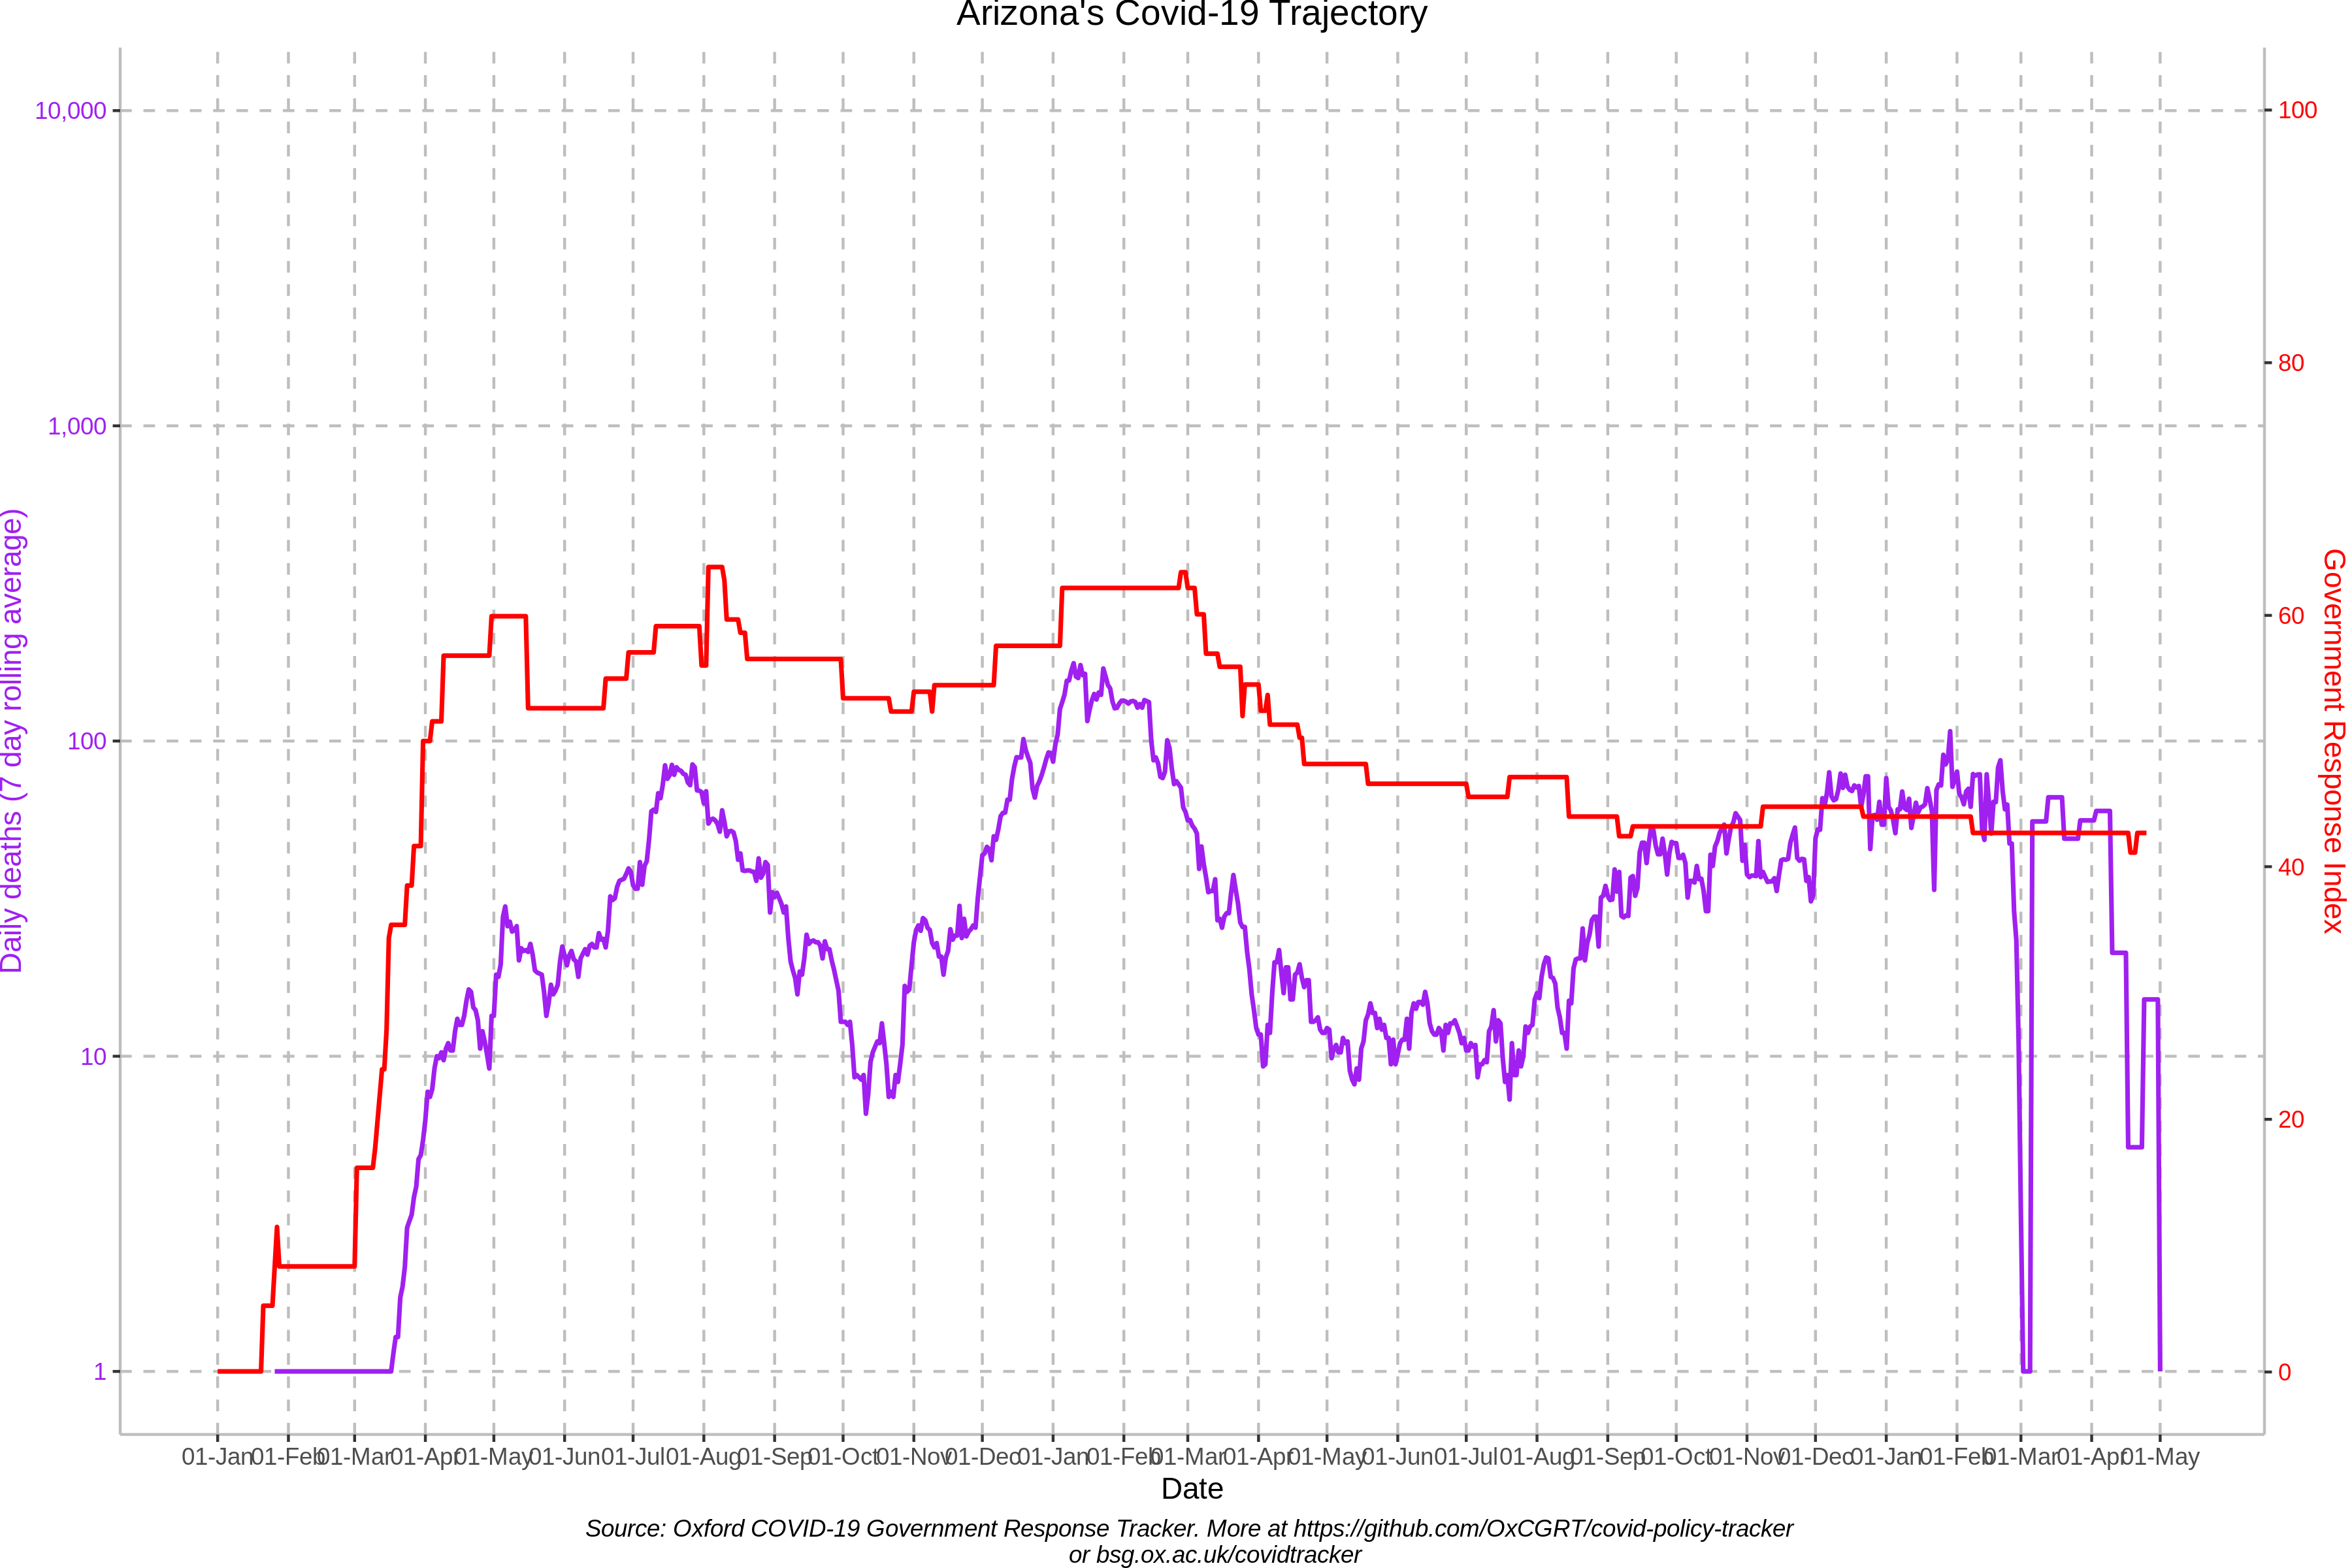 Arizona's Covid-19 Trajectory
10,000
1,000
100
10
1
Daily deaths (7 day rolling average)
100
80
60
40
20
0
Government Response Index
01-Jan 01-Feb 01-Mar 01-Apr 01-May 01-Jun 01-Jul 01-Aug 01-Sep 01-Oct 01-Nov 01-Dec 01-Jan 01-Feb 01-Mar 01-Apr 01-May 01-Jun 01-Jul 01-Aug 01-Sep 01-Oct 01-Nov 01-Dec 01-Jan 01-Feb 01-Mar 01-Apr 01-May
Date
Source: Oxford COVID-19 Government Response Tracker. More at https://github.com/OxCGRT/covid-policy-tracker
or bsg.ox.ac.uk/covidtracker